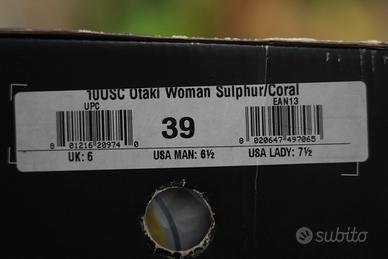 10USC Otaki Woman Sulphur/Coral
UPC
EAN13
39
8 01216 20974 0
8 020647 497065
UK: 6
USA MAN: 6½
USA LADY: 7½
subito